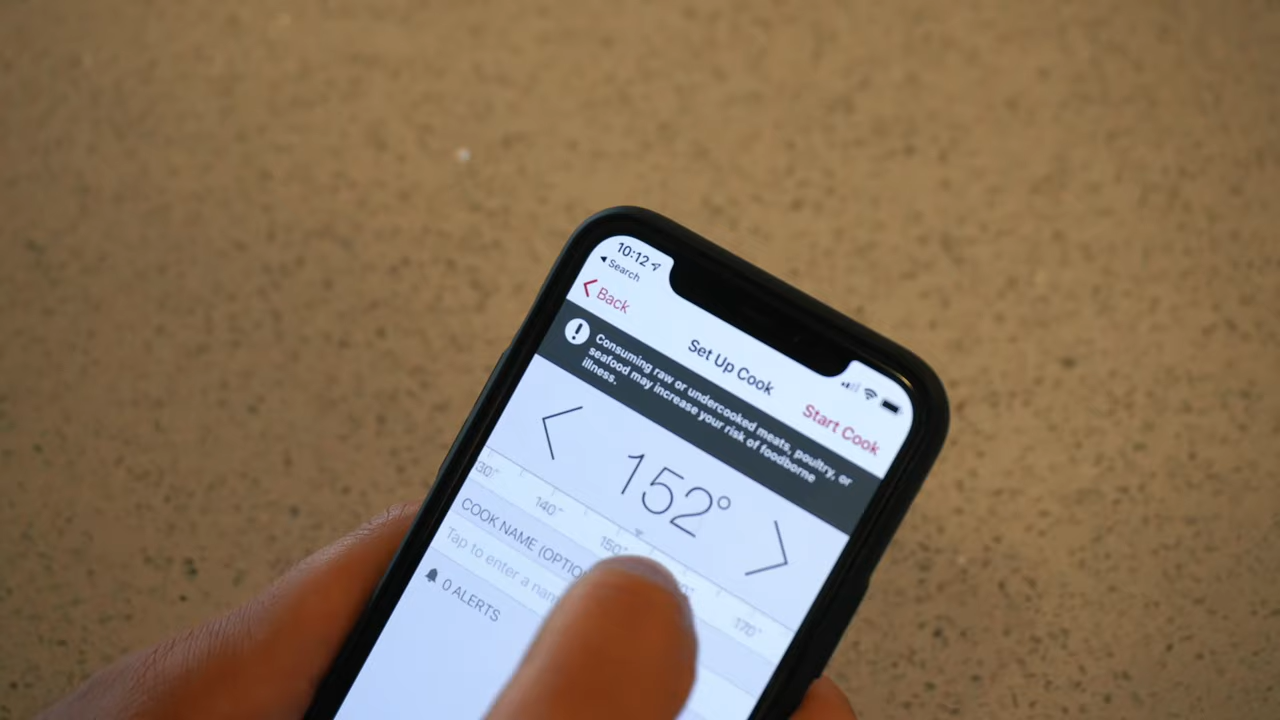 10:12
Search
Back
Set Up Cook
Start Cook
Consuming raw or undercooked meats, poultry, or
seafood may increase your risk of foodborne
illness.
152°
140° 150° 170°
COOK NAME (OPTIO
Tap to enter a nam
0 ALERTS